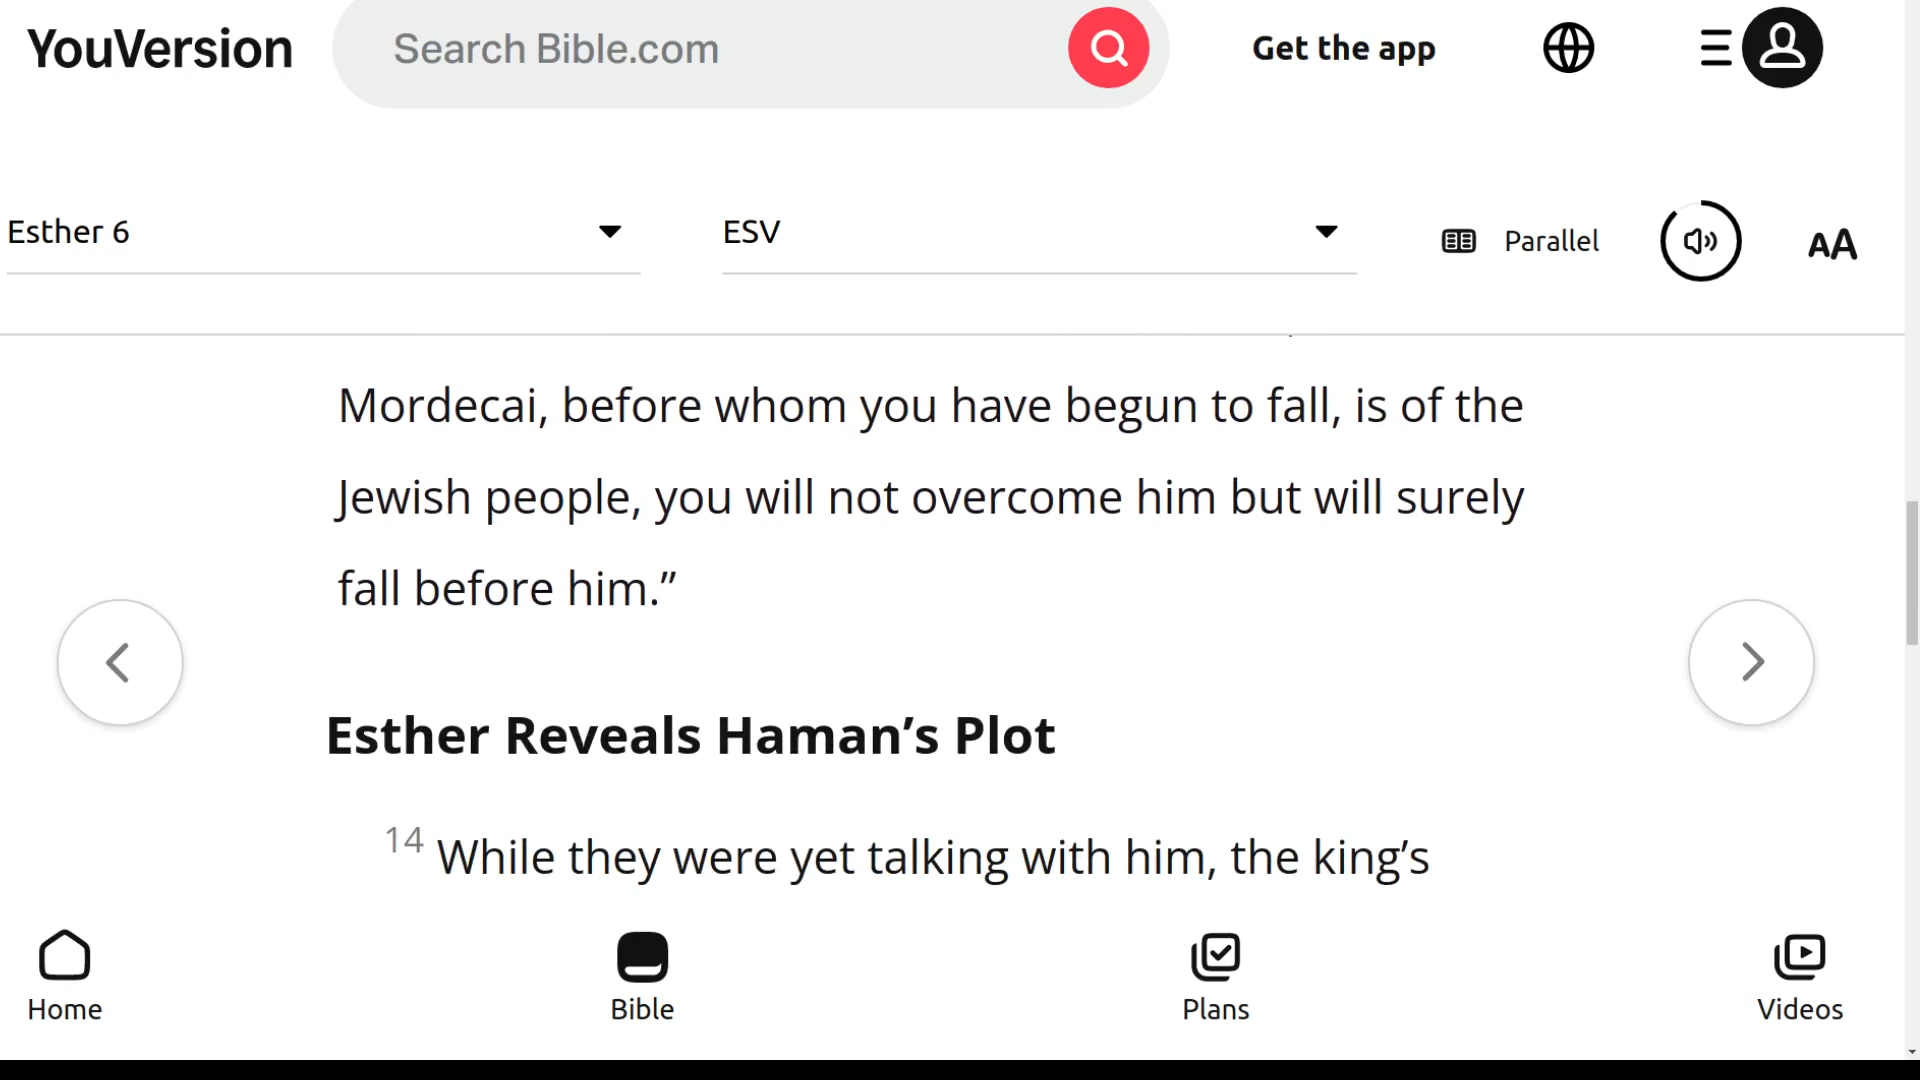 YouVersion
Search Bible.com
Get the app
Esther 6
ESV
Parallel
AA
Mordecai, before whom you have begun to fall, is of the
Jewish people, you will not overcome him but will surely
fall before him.”
Esther Reveals Haman’s Plot
14 While they were yet talking with him, the king’s
Home
Bible
Plans
Videos